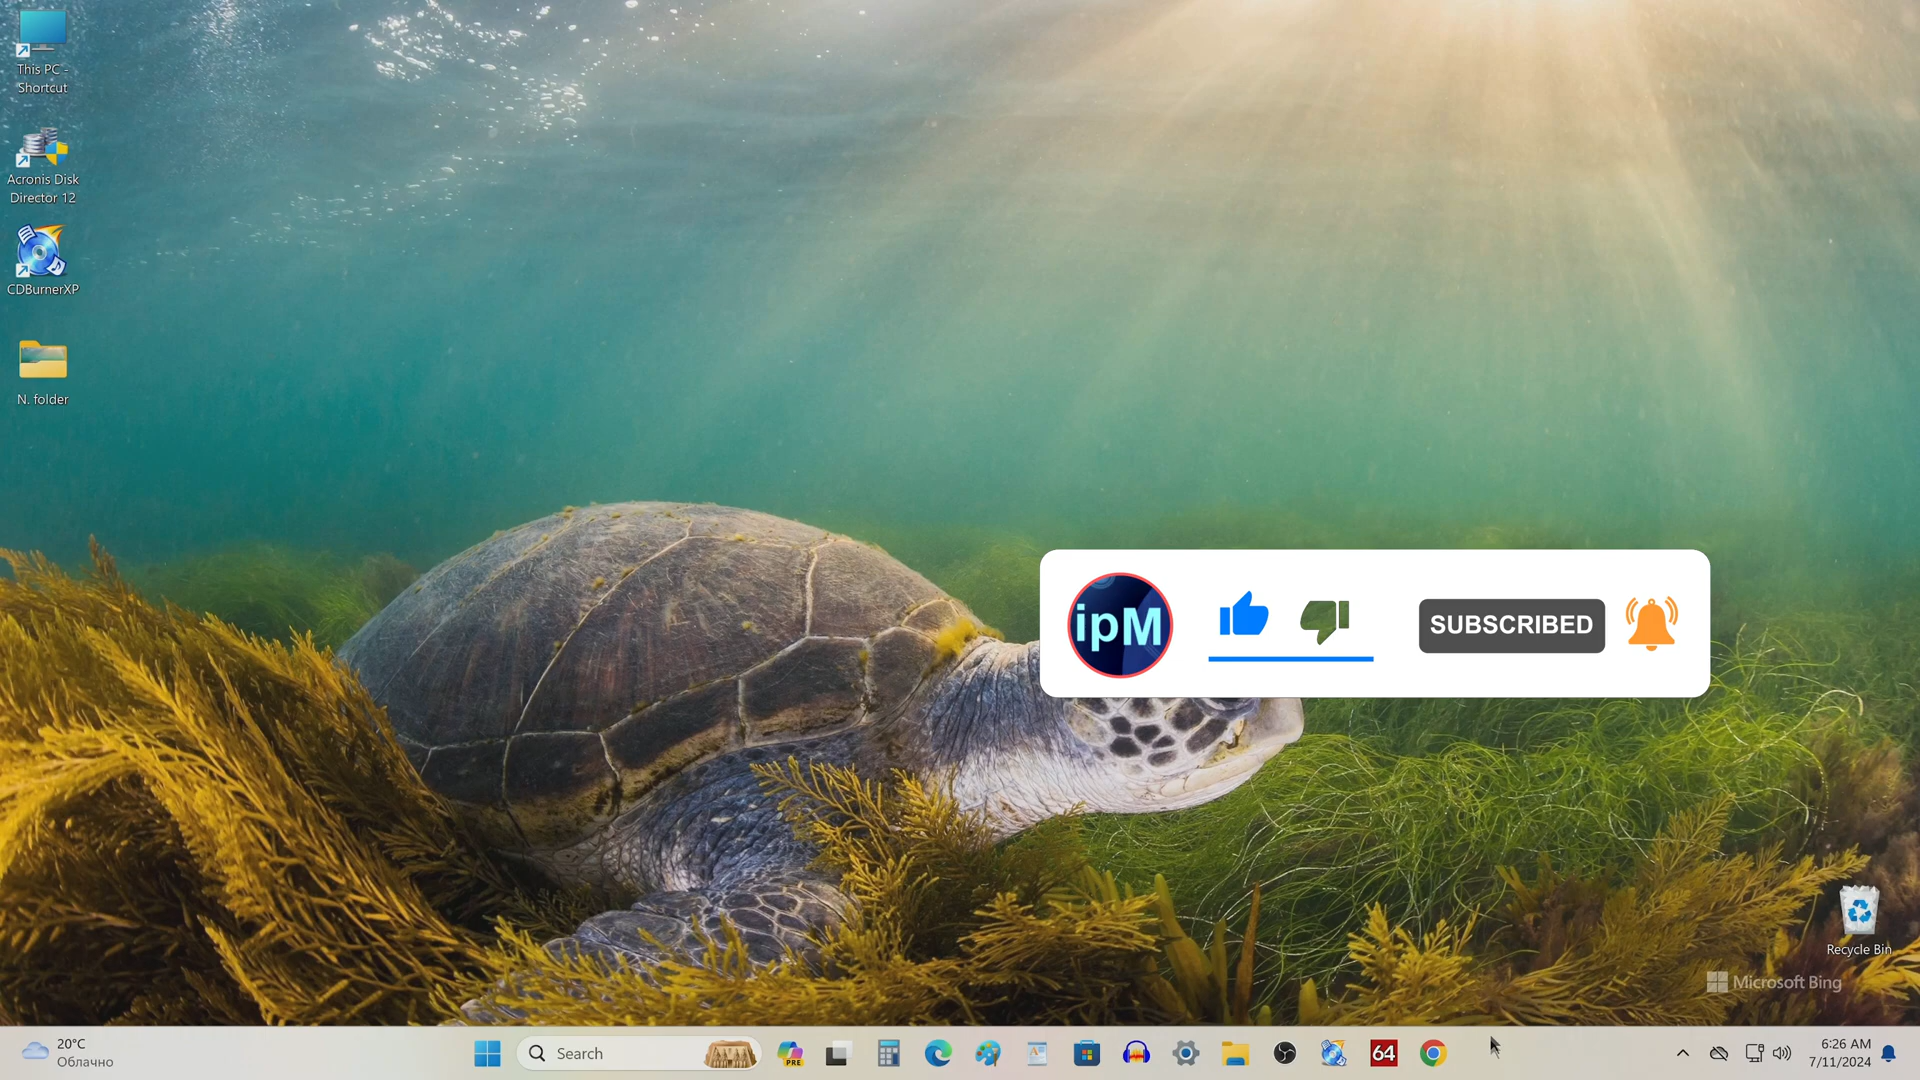 This PC -
Shortcut
Acronis Disk
Director 12
CDBurnerXP
N. folder
ipM
SUBSCRIBED
Recycle Bin
Microsoft Bing
20°C
Облачно
Search
PRE
64
6:26 AM
7/11/2024